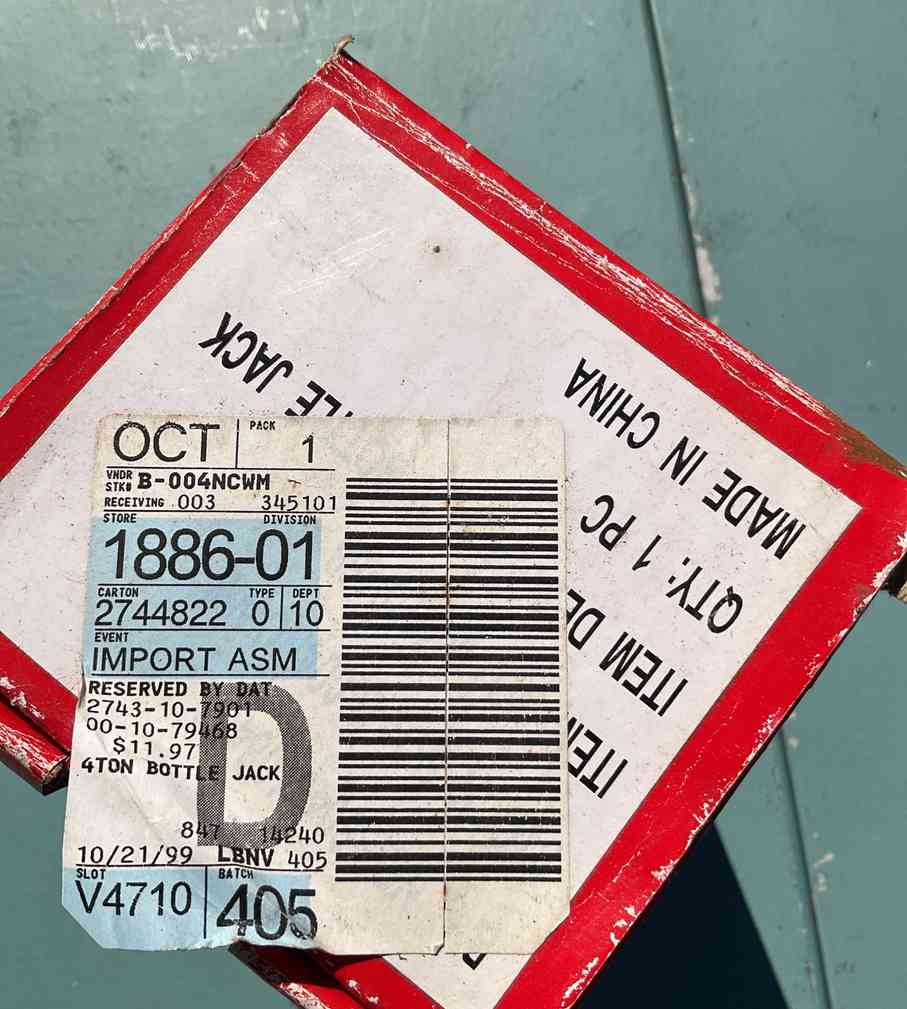 OCT PACK 1
VNDR STK# B-004NCWM
RECEIVING 003 345101
STORE DIVISION
1886-01
CARTON TYPE DEPT
2744822 0 10
EVENT
IMPORT ASM
RESERVED BY DAT
2743-10-7901
00-10-79468
$11.97
4TON BOTTLE JACK
D
847 14240
10/21/99 LBNV 405
SLOT BATCH
V4710 405
JACK
ITEM DE
QTY: 1 PC
MADE IN CHINA